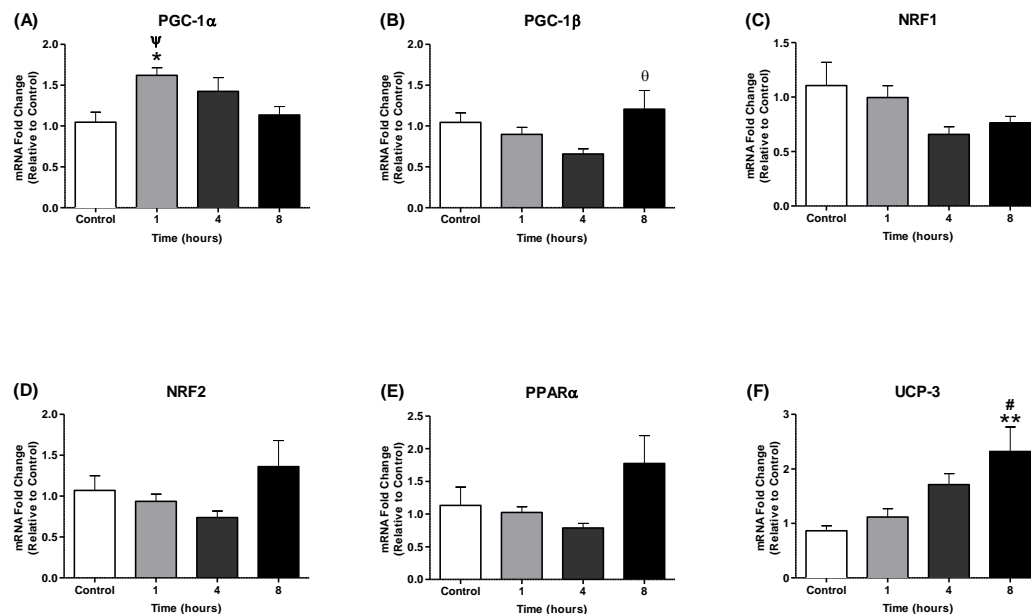 (A)
PGC-1α
mRNA Fold Change
(Relative to Control)
2.0
1.5
1.0
0.5
0.0
Ψ
*
Control 1 4 8
Time (hours)
(B)
PGC-1β
mRNA Fold Change
(Relative to Control)
2.0
1.5
1.0
0.5
0.0
θ
Control 1 4 8
Time (hours)
(C)
NRF1
mRNA Fold Change
(Relative to Control)
1.5
1.0
0.5
0.0
Control 1 4 8
Time (hours)
(D)
NRF2
mRNA Fold Change
(Relative to Control)
2.0
1.5
1.0
0.5
0.0
Control 1 4 8
Time (hours)
(E)
PPARα
mRNA Fold Change
(Relative to Control)
2.5
2.0
1.5
1.0
0.5
0.0
Control 1 4 8
Time (hours)
(F)
UCP-3
mRNA Fold Change
(Relative to Control)
3
2
1
0
#
**
Control 1 4 8
Time (hours)